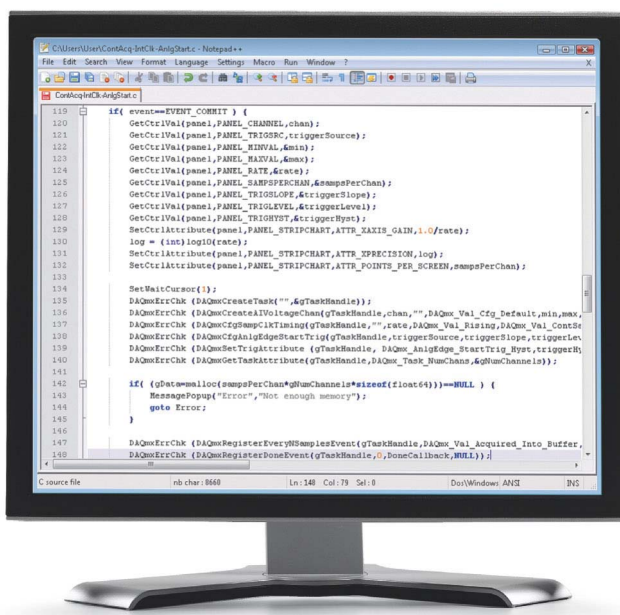 C:\Users\User\ContAcq-IntClk-AnlgStart.c - Notepad++
File Edit Search View Format Language Settings Macro Run Window ?
X
ContAcq-IntClk-AnlgStart.c
119 if( event==EVENT_COMMIT ) {
120 GetCtrlVal(panel,PANEL_CHANNEL,chan);
121 GetCtrlVal(panel,PANEL_TRIGSRC,triggerSource);
122 GetCtrlVal(panel,PANEL_MINVAL,&min);
123 GetCtrlVal(panel,PANEL_MAXVAL,&max);
124 GetCtrlVal(panel,PANEL_RATE,&rate);
125 GetCtrlVal(panel,PANEL_SAMPSPERCHAN,&sampsPerChan);
126 GetCtrlVal(panel,PANEL_TRIGSLOPE,&triggerSlope);
127 GetCtrlVal(panel,PANEL_TRIGLEVEL,&triggerLevel);
128 GetCtrlVal(panel,PANEL_TRIGHYST,&triggerHyst);
129 SetCtrlAttribute(panel,PANEL_STRIPCHART,ATTR_XAXIS_GAIN,1.0/rate);
130 log = (int)log10(rate);
131 SetCtrlAttribute(panel,PANEL_STRIPCHART,ATTR_XPRECISION,log);
132 SetCtrlAttribute(panel,PANEL_STRIPCHART,ATTR_POINTS_PER_SCREEN,sampsPerChan);
133
134 SetWaitCursor(1);
135 DAQmxErrChk (DAQmxCreateTask("",&gTaskHandle));
136 DAQmxErrChk (DAQmxCreateAIVoltageChan(gTaskHandle,chan,"",DAQmx_Val_Cfg_Default,min,max,
137 DAQmxErrChk (DAQmxCfgSampClkTiming(gTaskHandle,"",rate,DAQmx_Val_Rising,DAQmx_Val_ContSa
138 DAQmxErrChk (DAQmxCfgAnlgEdgeStartTrig(gTaskHandle,triggerSource,triggerSlope,triggerLev
139 DAQmxErrChk (DAQmxSetTrigAttribute (gTaskHandle, DAQmx_AnlgEdge_StartTrig_Hyst,triggerHy
140 DAQmxErrChk (DAQmxGetTaskAttribute(gTaskHandle,DAQmx_Task_NumChans,&gNumChannels));
141
142 if( (gData=malloc(sampsPerChan*gNumChannels*sizeof(float64)))==NULL ) {
143 MessagePopup("Error","Not enough memory");
144 goto Error;
145 }
146
147 DAQmxErrChk (DAQmxRegisterEveryNSamplesEvent(gTaskHandle,DAQmx_Val_Acquired_Into_Buffer,
148 DAQmxErrChk (DAQmxRegisterDoneEvent(gTaskHandle,0,DoneCallback,NULL));
C source file nb char : 8660 Ln : 148 Col : 79 Sel : 0 Dos\Windows ANSI INS